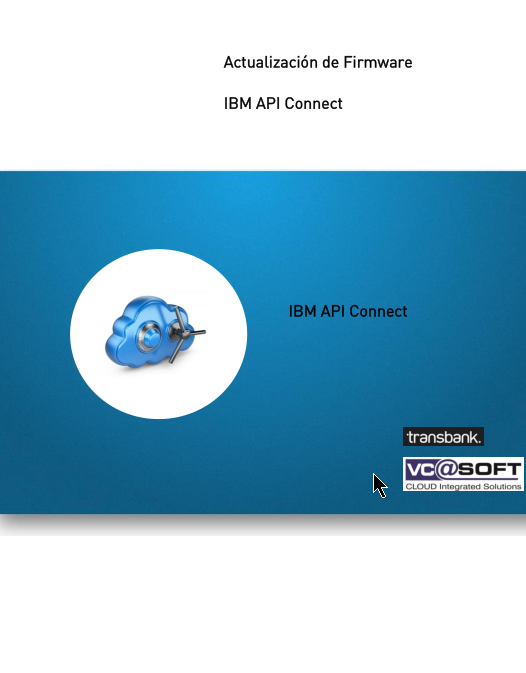 Actualización de Firmware
IBM API Connect
IBM API Connect
transbank.
VC@SOFT
CLOUD Integrated Solutions